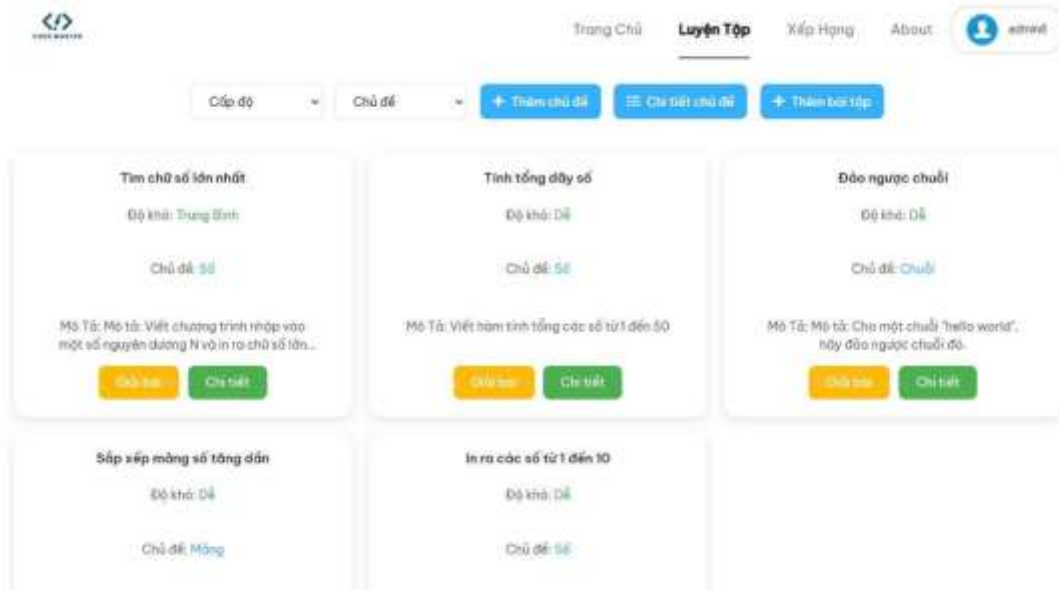 CODE MASTER
Trang Chủ
Luyện Tập
Xếp Hạng
About
admin1
Cấp độ
Chủ đề
+ Thêm chủ đề
Chi tiết chủ đề
+ Thêm bài tập
Tìm chữ số lớn nhất
Độ khó: Trung Bình
Chủ đề: Số
Mô Tả: Mô tả: Viết chương trình nhập vào
một số nguyên dương N và in ra chữ số lớn...
Giải bài
Chi tiết
Tính tổng dãy số
Độ khó: Dễ
Chủ đề: Số
Mô Tả: Viết hàm tính tổng các số từ 1 đến 50
Giải bài
Chi tiết
Đảo ngược chuỗi
Độ khó: Dễ
Chủ đề: Chuỗi
Mô Tả: Mô tả: Cho một chuỗi "hello world",
hãy đảo ngược chuỗi đó.
Giải bài
Chi tiết
Sắp xếp mảng số tăng dần
Độ khó: Dễ
Chủ đề: Mảng
In ra các số từ 1 đến 10
Độ khó: Dễ
Chủ đề: Số